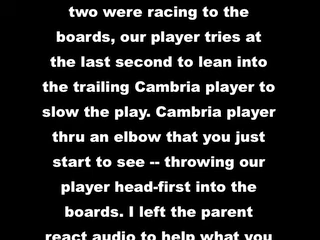 two were racing to the
boards, our player tries at
the last second to lean into
the trailing Cambria player to
slow the play. Cambria player
thru an elbow that you just
start to see -- throwing our
player head-first into the
boards. I left the parent
react audio to help what you